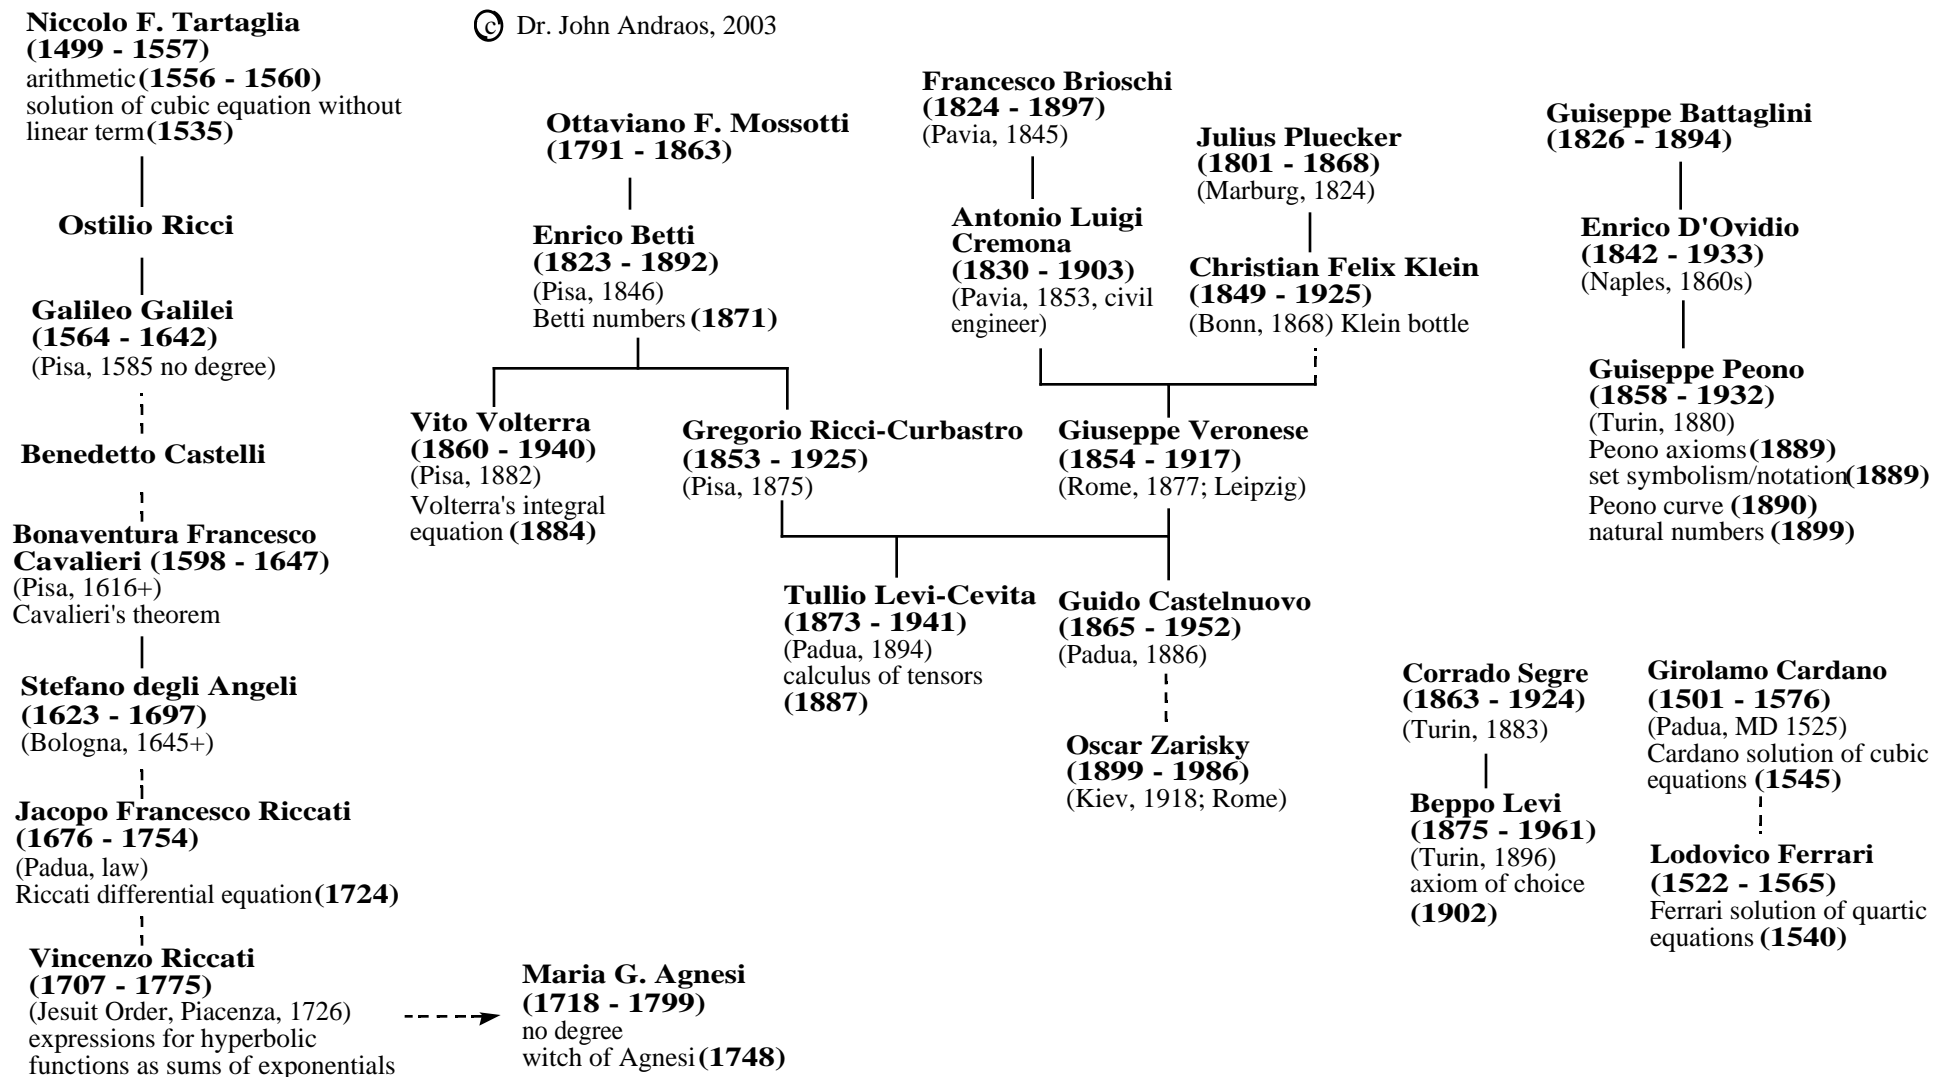 Niccolo F. Tartaglia
(1499 - 1557)
arithmetic (1556 - 1560)
solution of cubic equation without
linear term (1535)
Ostilio Ricci
Galileo Galilei
(1564 - 1642)
(Pisa, 1585 no degree)
Benedetto Castelli
Bonaventura Francesco
Cavalieri (1598 - 1647)
(Pisa, 1616+)
Cavalieri's theorem
Stefano degli Angeli
(1623 - 1697)
(Bologna, 1645+)
Jacopo Francesco Riccati
(1676 - 1754)
(Padua, law)
Riccati differential equation (1724)
Vincenzo Riccati
(1707 - 1775)
(Jesuit Order, Piacenza, 1726)
expressions for hyperbolic
functions as sums of exponentials
Maria G. Agnesi
(1718 - 1799)
no degree
witch of Agnesi (1748)
© Dr. John Andraos, 2003
Ottaviano F. Mossotti
(1791 - 1863)
Enrico Betti
(1823 - 1892)
(Pisa, 1846)
Betti numbers (1871)
Vito Volterra
(1860 - 1940)
(Pisa, 1882)
Volterra's integral
equation (1884)
Gregorio Ricci-Curbastro
(1853 - 1925)
(Pisa, 1875)
Francesco Brioschi
(1824 - 1897)
(Pavia, 1845)
Antonio Luigi
Cremona
(1830 - 1903)
(Pavia, 1853, civil
engineer)
Julius Pluecker
(1801 - 1868)
(Marburg, 1824)
Christian Felix Klein
(1849 - 1925)
(Bonn, 1868) Klein bottle
Giuseppe Veronese
(1854 - 1917)
(Rome, 1877; Leipzig)
Tullio Levi-Cevita
(1873 - 1941)
(Padua, 1894)
calculus of tensors
(1887)
Guido Castelnuovo
(1865 - 1952)
(Padua, 1886)
Oscar Zarisky
(1899 - 1986)
(Kiev, 1918; Rome)
Guiseppe Battaglini
(1826 - 1894)
Enrico D'Ovidio
(1842 - 1933)
(Naples, 1860s)
Guiseppe Peono
(1858 - 1932)
(Turin, 1880)
Peono axioms (1889)
set symbolism/notation (1889)
Peono curve (1890)
natural numbers (1899)
Corrado Segre
(1863 - 1924)
(Turin, 1883)
Beppo Levi
(1875 - 1961)
(Turin, 1896)
axiom of choice
(1902)
Girolamo Cardano
(1501 - 1576)
(Padua, MD 1525)
Cardano solution of cubic
equations (1545)
Lodovico Ferrari
(1522 - 1565)
Ferrari solution of quartic
equations (1540)